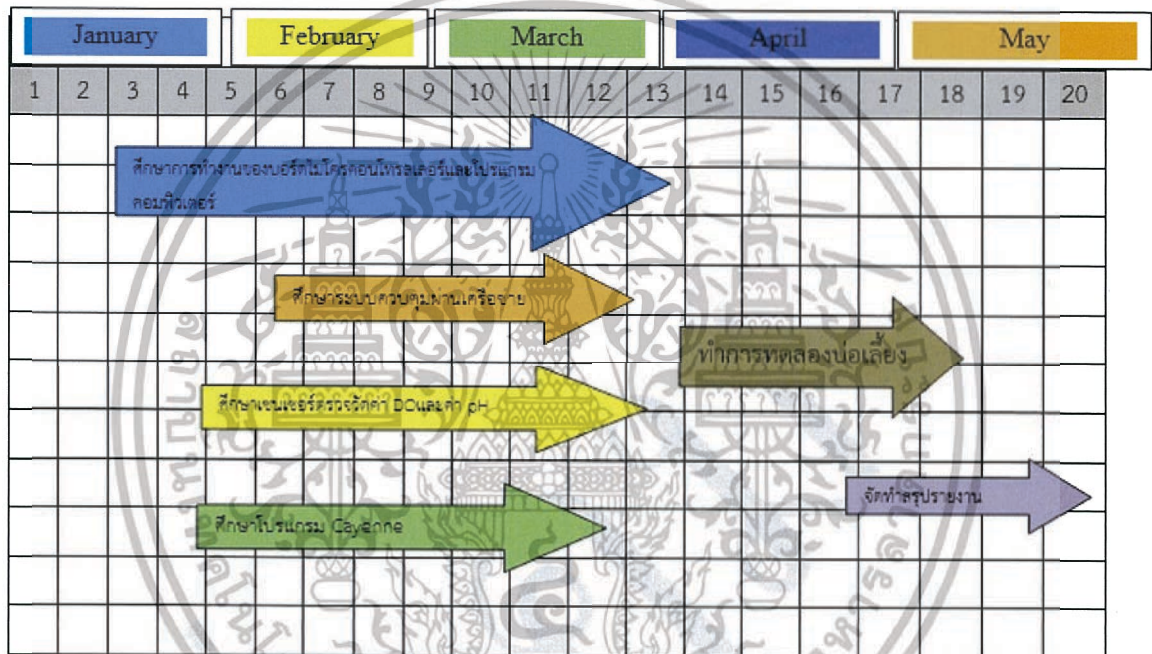 January February March April May
1 2 3 4 5 6 7 8 9 10 11 12 13 14 15 16 17 18 19 20
ศึกษาการทำงานของบอร์ดไมโครคอนโทรลเลอร์และโปรแกรม
คอมพิวเตอร์
ศึกษาระบบควบคุมผ่านเครือข่าย
ทำการทดลองบ่อเลี้ยง
ศึกษาเซนเซอร์ตรวจวัดค่า DOและค่า pH
จัดทำสรุปรายงาน
ศึกษาโปรแกรม Cayenne